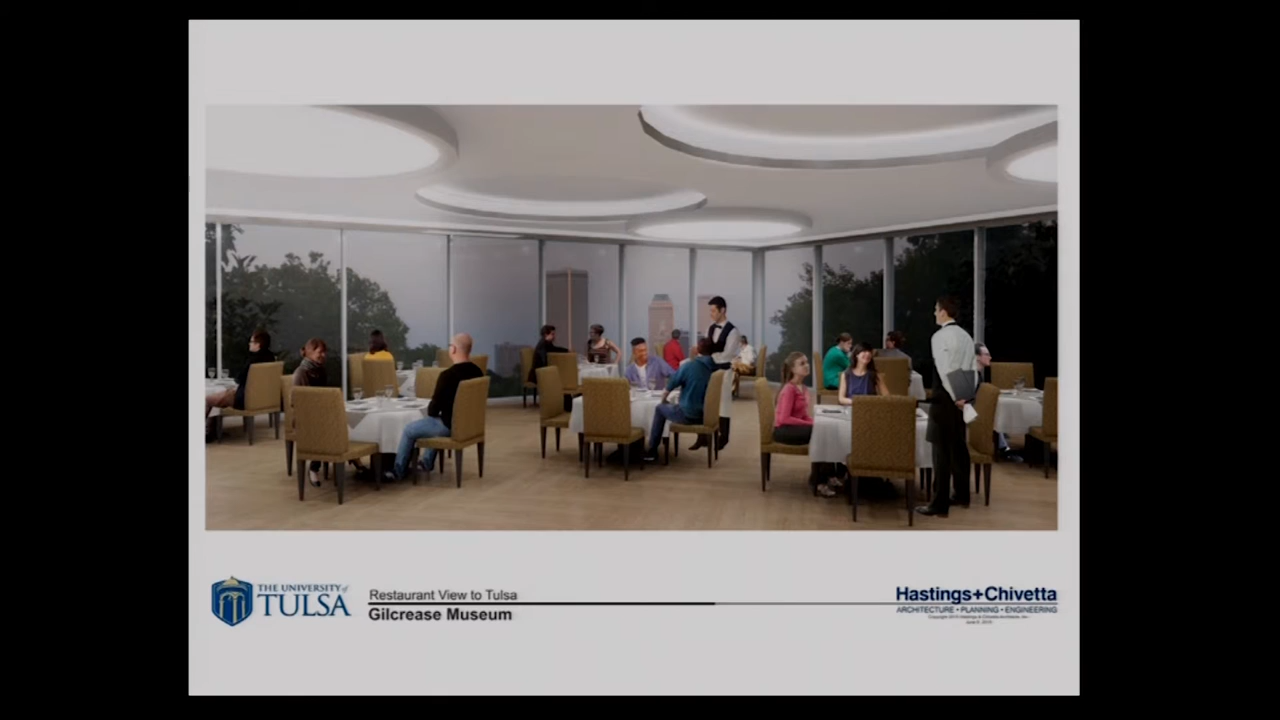 THE UNIVERSITY of
TULSA
Restaurant View to Tulsa
Gilcrease Museum
Hastings+Chivetta
ARCHITECTURE • PLANNING • ENGINEERING